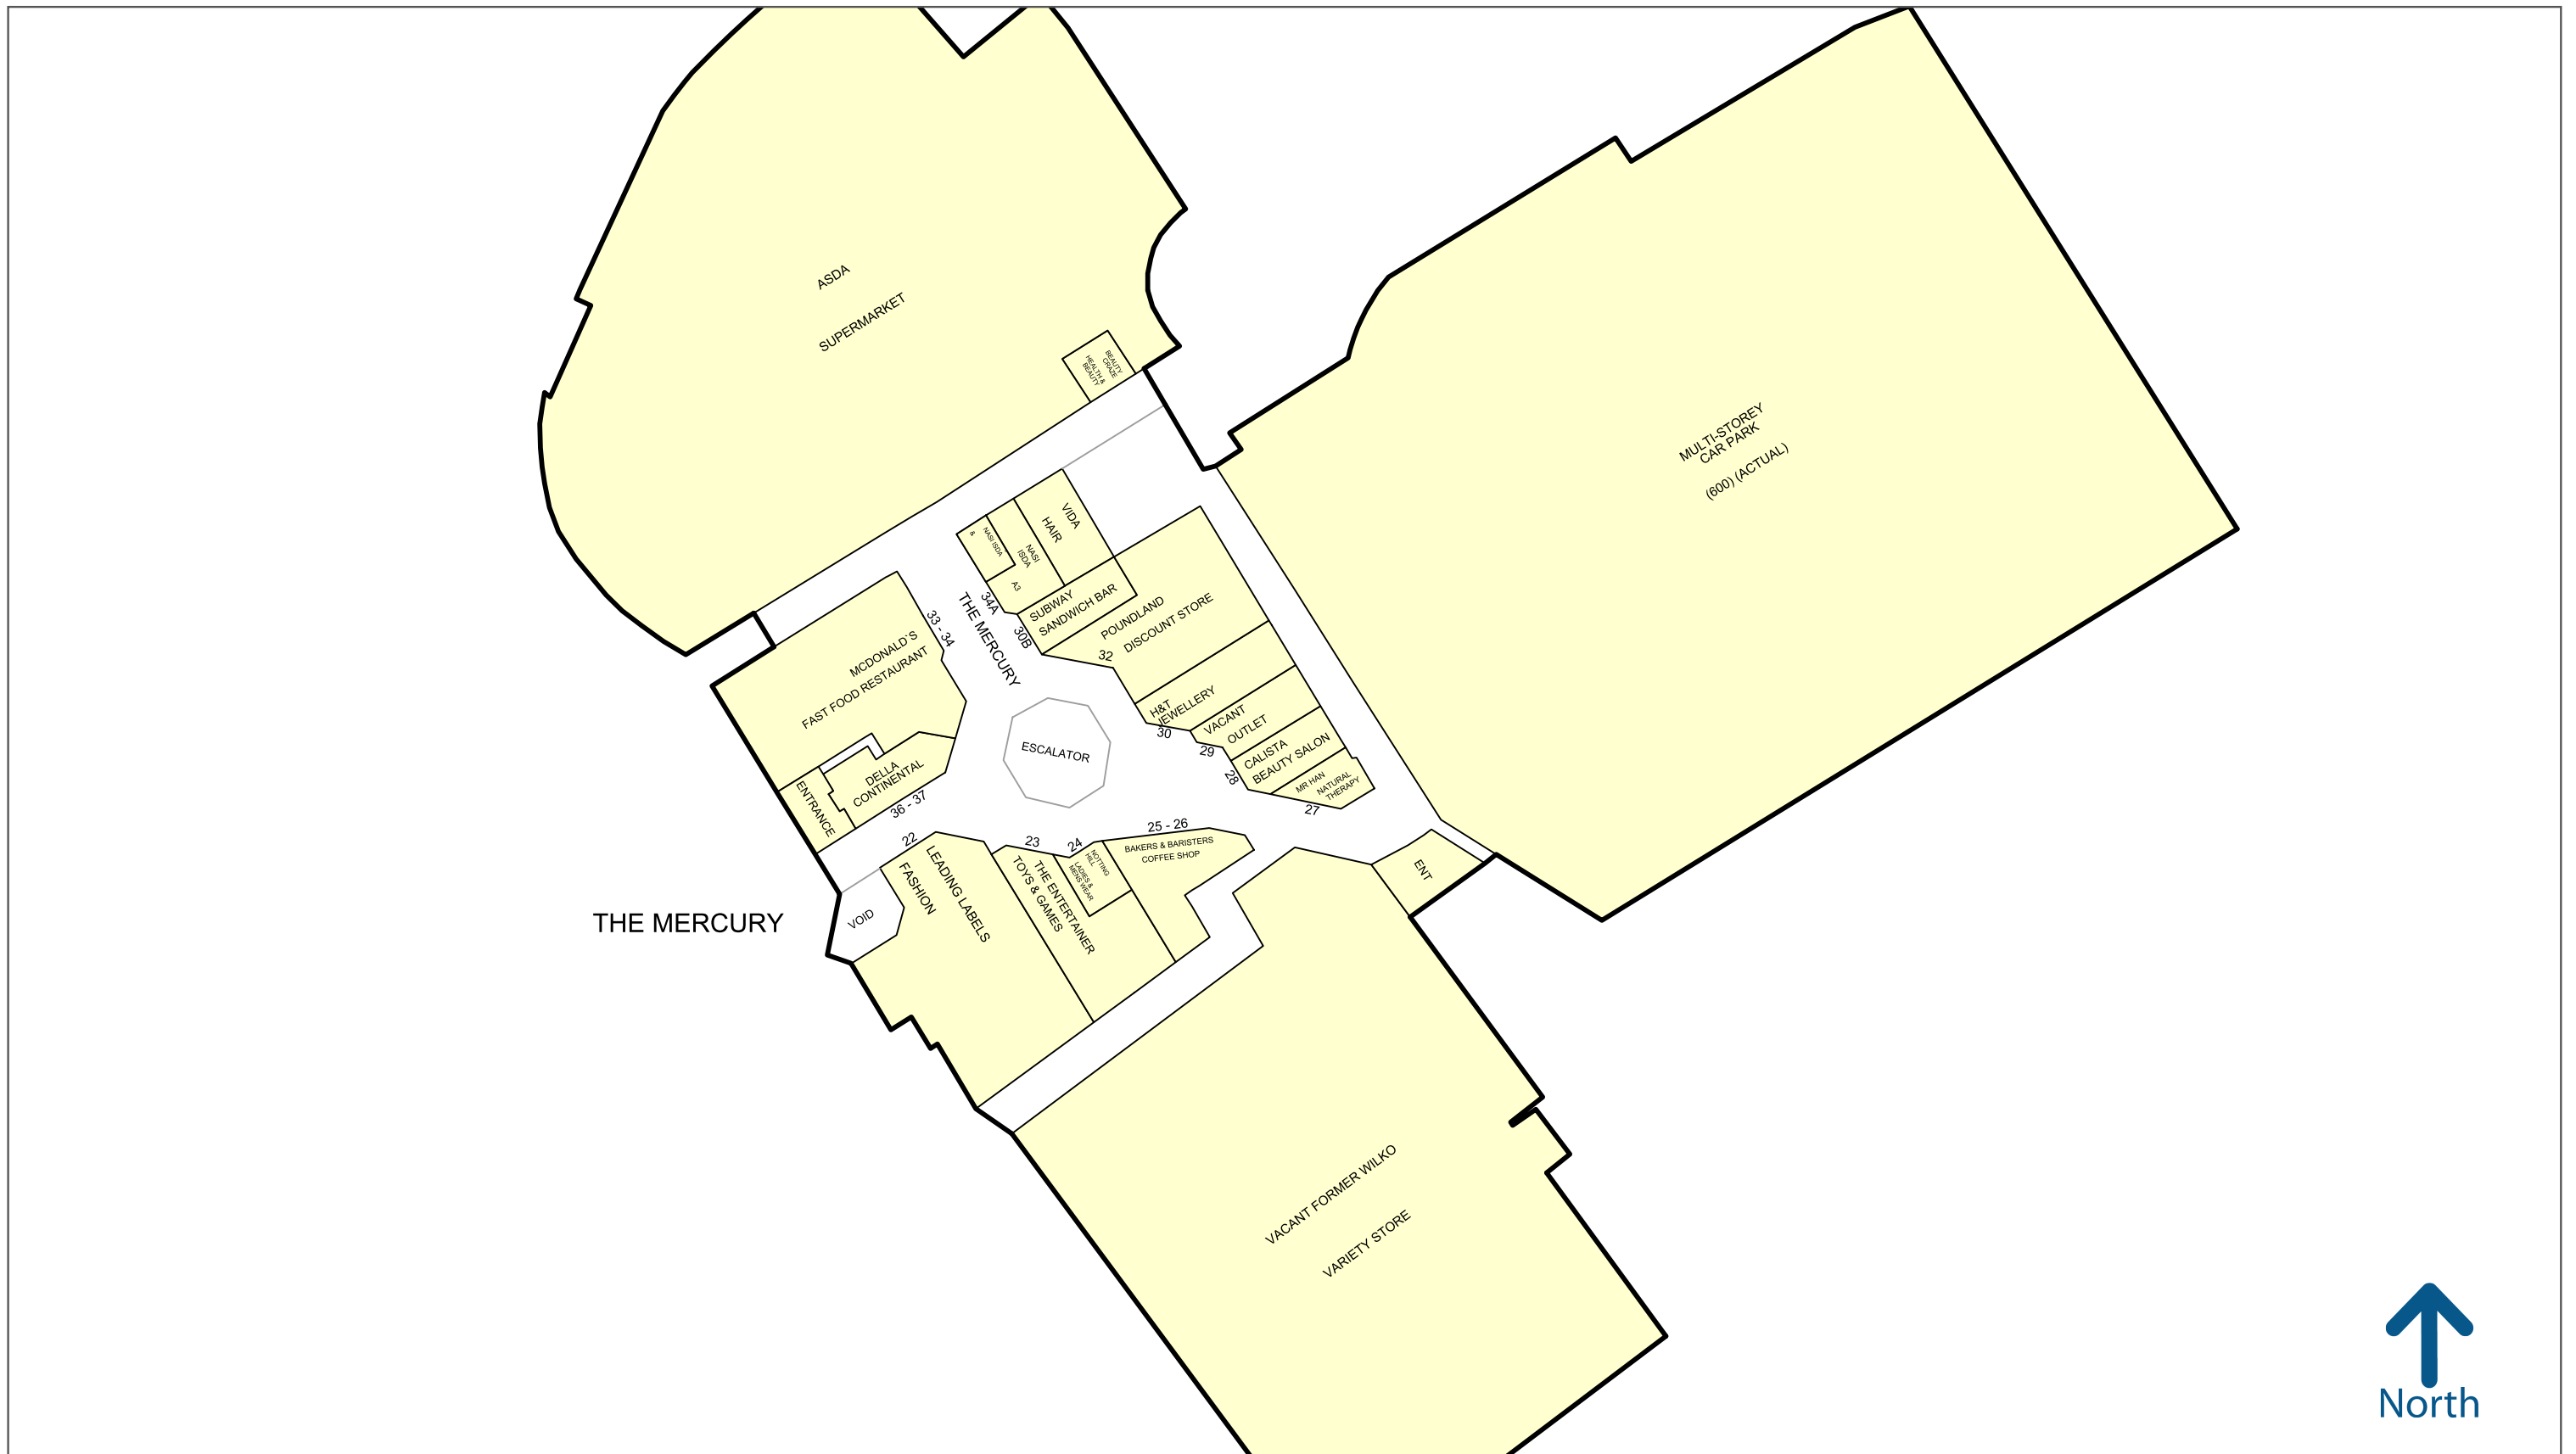 ASDA
SUPERMARKET
BEAUTY
CRAZE
HEALTH &
BEAUTY
MULTI-STOREY
CAR PARK
(600) (ACTUAL)
VIDA
HAIR
NASI ISDA
&
NASI
ISDA
A3
34A
THE MERCURY
SUBWAY
SANDWICH BAR
30B
POUNDLAND
DISCOUNT STORE
32
33 - 34
MCDONALD`S
FAST FOOD RESTAURANT
H&T
JEWELLERY
30
VACANT
OUTLET
29
CALISTA
BEAUTY SALON
28
MR HAN
NATURAL
THERAPY
27
ESCALATOR
DELLA
CONTINENTAL
36 - 37
ENTRANCE
22
LEADING LABELS
FASHION
VOID
23
THE ENTERTAINER
TOYS & GAMES
24
NOTTING
HILL
LADIES &
MENS WEAR
25 - 26
BAKERS & BARISTERS
COFFEE SHOP
ENT
THE MERCURY
VACANT FORMER WILKO
VARIETY STORE
North